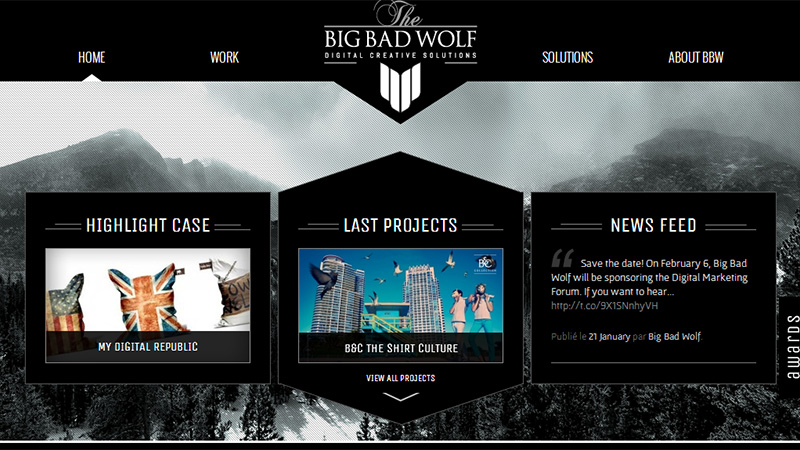 The
BIG BAD WOLF
DIGITAL CREATIVE SOLUTIONS
HOME
WORK
SOLUTIONS
ABOUT BBW
HIGHLIGHT CASE
MY DIGITAL REPUBLIC
LAST PROJECTS
B&C
B&C THE SHIRT CULTURE
VIEW ALL PROJECTS
NEWS FEED
“ Save the date! On February 6, Big Bad
Wolf will be sponsoring the Digital Marketing
Forum. If you want to hear...
http://t.co/9X1SNnhyVH
Publié le 21 January par Big Bad Wolf.
awards